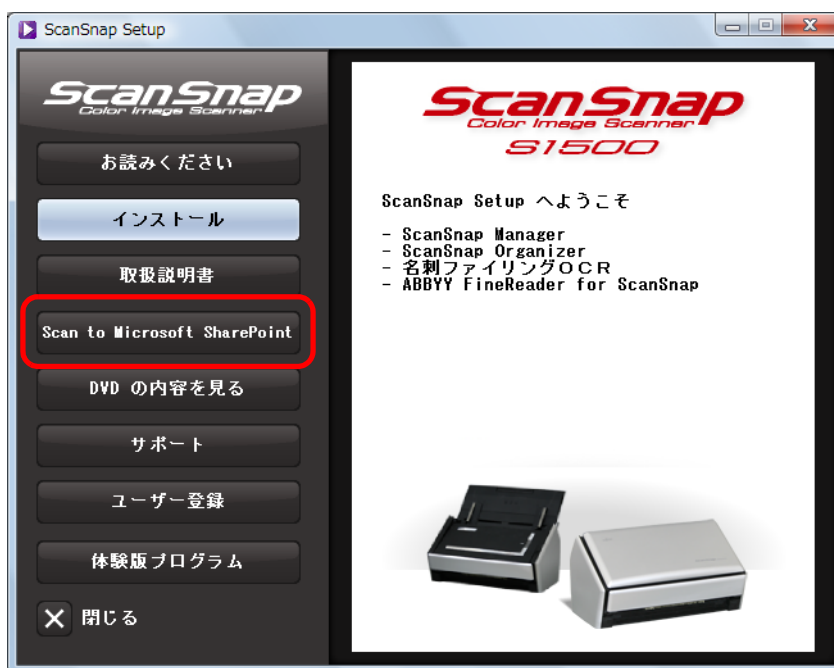 ScanSnap Setup
ScanSnap
Color Image Scanner
お読みください
インストール
取扱説明書
Scan to Microsoft SharePoint
DVD の内容を見る
サポート
ユーザー登録
体験版プログラム
閉じる
ScanSnap
Color Image Scanner
S1500
ScanSnap Setup へようこそ
- ScanSnap Manager
- ScanSnap Organizer
- 名刺ファイリングOCR
- ABBYY FineReader for ScanSnap